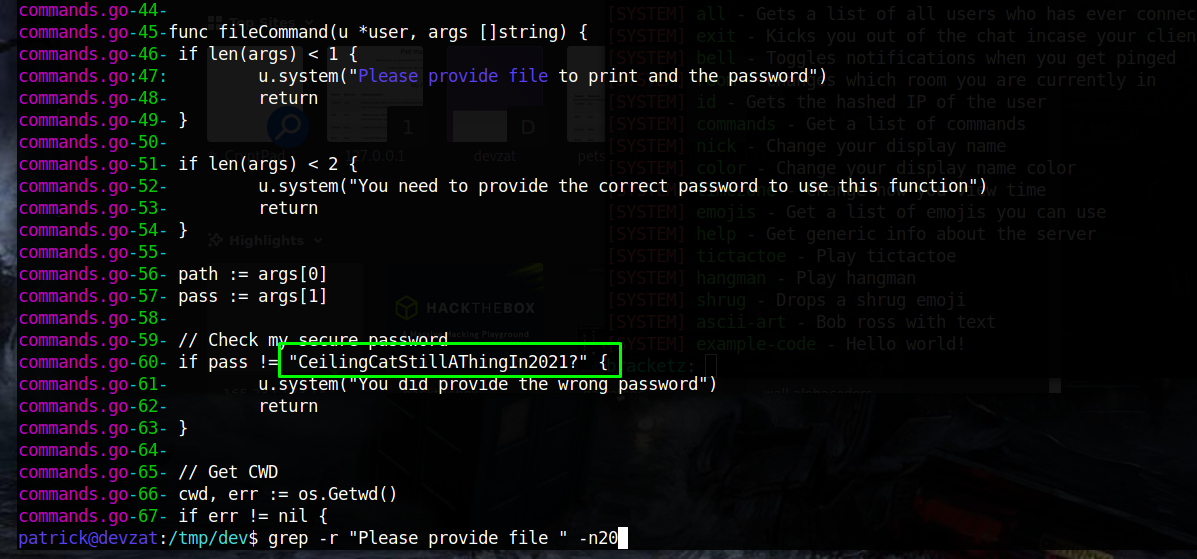 commands.go-44-
commands.go-45-func fileCommand(u *user, args []string) {
commands.go-46- if len(args) < 1 {
commands.go:47:         u.system("Please provide file to print and the password")
commands.go-48-         return
commands.go-49- }
commands.go-50-
commands.go-51- if len(args) < 2 {
commands.go-52-         u.system("You need to provide the correct password to use this function")
commands.go-53-         return
commands.go-54- }
commands.go-55-
commands.go-56- path := args[0]
commands.go-57- pass := args[1]
commands.go-58-
commands.go-59- // Check my secure password
commands.go-60- if pass != "CeilingCatStillAThingIn2021?" {
commands.go-61-         u.system("You did provide the wrong password")
commands.go-62-         return
commands.go-63- }
commands.go-64-
commands.go-65- // Get CWD
commands.go-66- cwd, err := os.Getwd()
commands.go-67- if err != nil {
patrick@devzat:/tmp/dev$ grep -r "Please provide file " -n20
[SYSTEM] all - Gets a list of all users who has ever connec
[SYSTEM] exit - Kicks you out of the chat incase your clien
[SYSTEM] bell - Toggles notifications when you get pinged
which room you are currently in
id - Gets the hashed IP of the user
[SYSTEM] commands - Get a list of commands
[SYSTEM] nick - Change your display name
[SYSTEM] color - Change your display name color
time
[SYSTEM] emojis - Get a list of emojis you can use
[SYSTEM] help - Get generic info about the server
[SYSTEM] tictactoe - Play tictactoe
[SYSTEM] hangman - Play hangman
[SYSTEM] shrug - Drops a shrug emoji
[SYSTEM] ascii-art - Bob ross with text
[SYSTEM] example-code - Hello world!
Top Sites
1
D
127.0.0.1
devzat
pets
Highlights
HACKTHEBOX